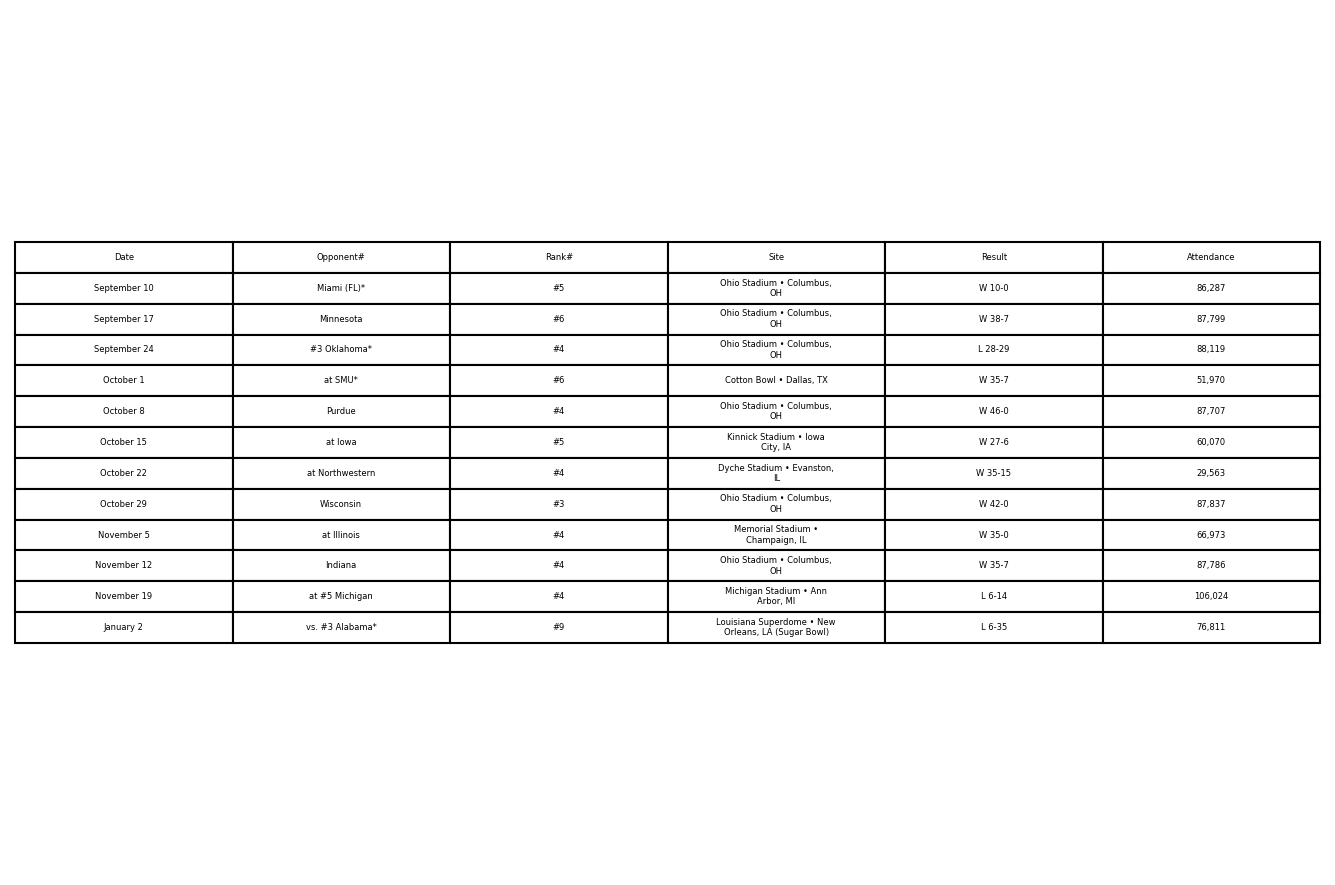 Date Opponent# Rank# Site Result Attendance
September 10 Miami (FL)* #5 Ohio Stadium • Columbus,
OH W 10-0 86,287
September 17 Minnesota #6 Ohio Stadium • Columbus,
OH W 38-7 87,799
September 24 #3 Oklahoma* #4 Ohio Stadium • Columbus,
OH L 28-29 88,119
October 1 at SMU* #6 Cotton Bowl • Dallas, TX W 35-7 51,970
October 8 Purdue #4 Ohio Stadium • Columbus,
OH W 46-0 87,707
October 15 at Iowa #5 Kinnick Stadium • Iowa
City, IA W 27-6 60,070
October 22 at Northwestern #4 Dyche Stadium • Evanston,
IL W 35-15 29,563
October 29 Wisconsin #3 Ohio Stadium • Columbus,
OH W 42-0 87,837
November 5 at Illinois #4 Memorial Stadium •
Champaign, IL W 35-0 66,973
November 12 Indiana #4 Ohio Stadium • Columbus,
OH W 35-7 87,786
November 19 at #5 Michigan #4 Michigan Stadium • Ann
Arbor, MI L 6-14 106,024
January 2 vs. #3 Alabama* #9 Louisiana Superdome • New
Orleans, LA (Sugar Bowl) L 6-35 76,811